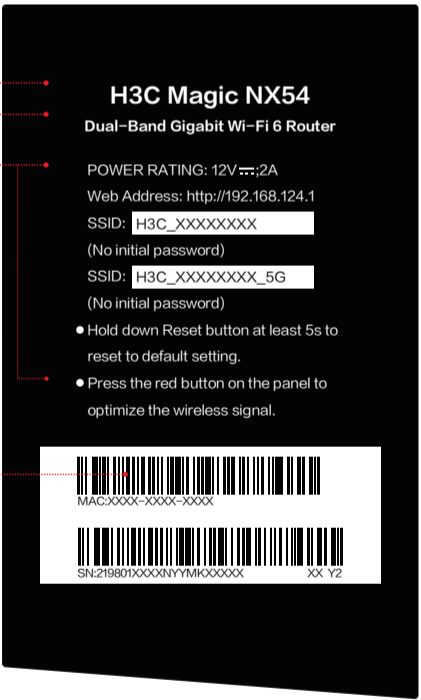 H3C Magic NX54
Dual-Band Gigabit Wi-Fi 6 Router
POWER RATING: 12V⎓;2A
Web Address: http://192.168.124.1
SSID: H3C_XXXXXXXX
(No initial password)
SSID: H3C_XXXXXXXX_5G
(No initial password)
● Hold down Reset button at least 5s to
reset to default setting.
● Press the red button on the panel to
optimize the wireless signal.
MAC:XXXX-XXXX-XXXX
SN:219801XXXXNYYMKXXXXX XX Y2